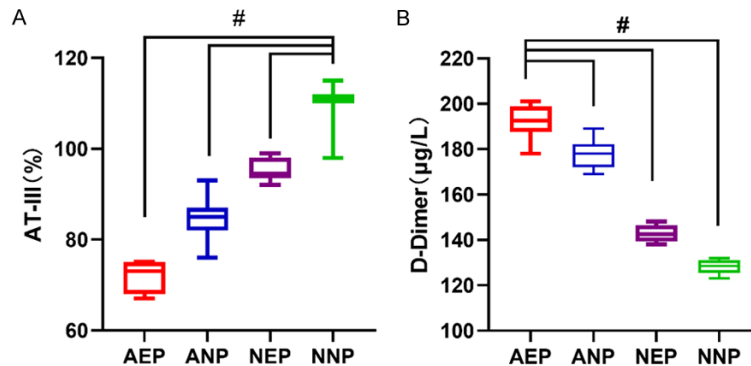 A
#
AT-III(%)
120
100
80
60
AEP ANP NEP NNP
B
#
D-Dimer(μg/L)
220
200
180
160
140
120
100
AEP ANP NEP NNP